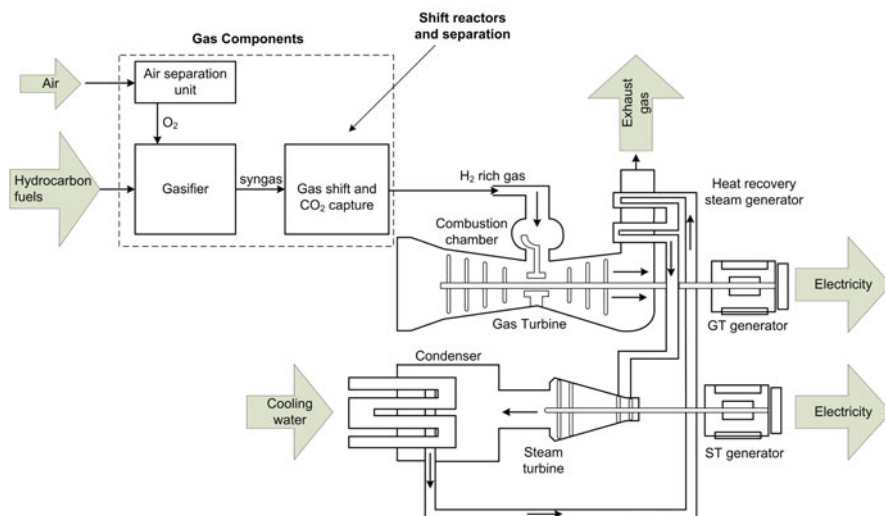 Shift reactors
and separation
Gas Components
Air
Air separation
unit
O₂
Exhaust
gas
Hydrocarbon
fuels
Gasifier
syngas
Gas shift and
CO₂ capture
H₂ rich gas
Heat recovery
steam generator
Combustion
chamber
Electricity
Gas Turbine
GT generator
Condenser
Cooling
water
Electricity
Steam
turbine
ST generator